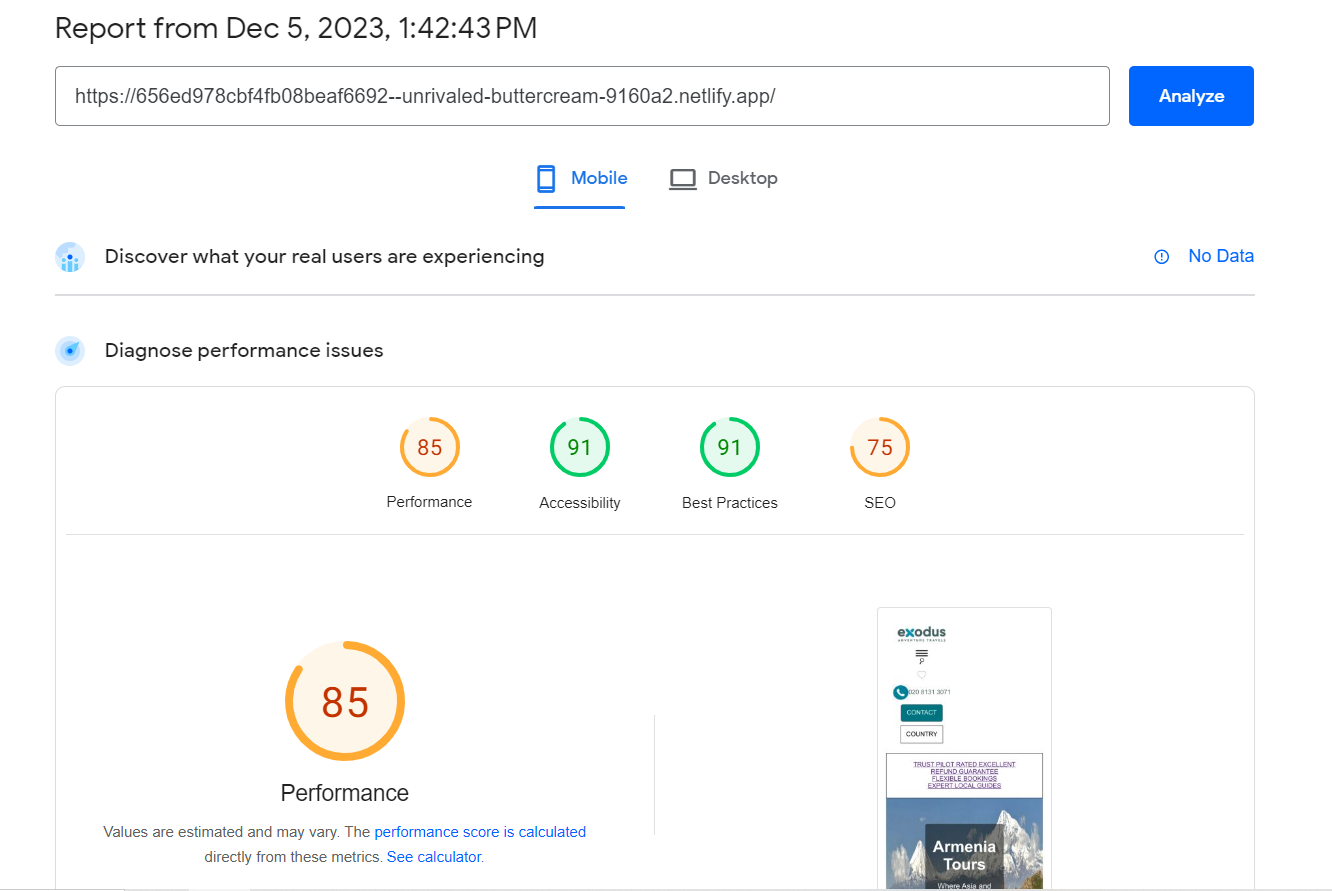 Report from Dec 5, 2023, 1:42:43 PM
https://656ed978cbf4fb08beaf6692--unrivaled-buttercream-9160a2.netlify.app/
Analyze
Mobile
Desktop
Discover what your real users are experiencing
No Data
Diagnose performance issues
85
91
91
75
Performance
Accessibility
Best Practices
SEO
85
Performance
Values are estimated and may vary. The performance score is calculated
directly from these metrics. See calculator.
exodus
ADVENTURE TRAVELS
020 8131 3071
CONTACT
COUNTRY
TRUST PILOT RATED EXCELLENT
REFUND GUARANTEE
FLEXIBLE BOOKINGS
EXPERT LOCAL GUIDES
Armenia
Tours
Where Asia and